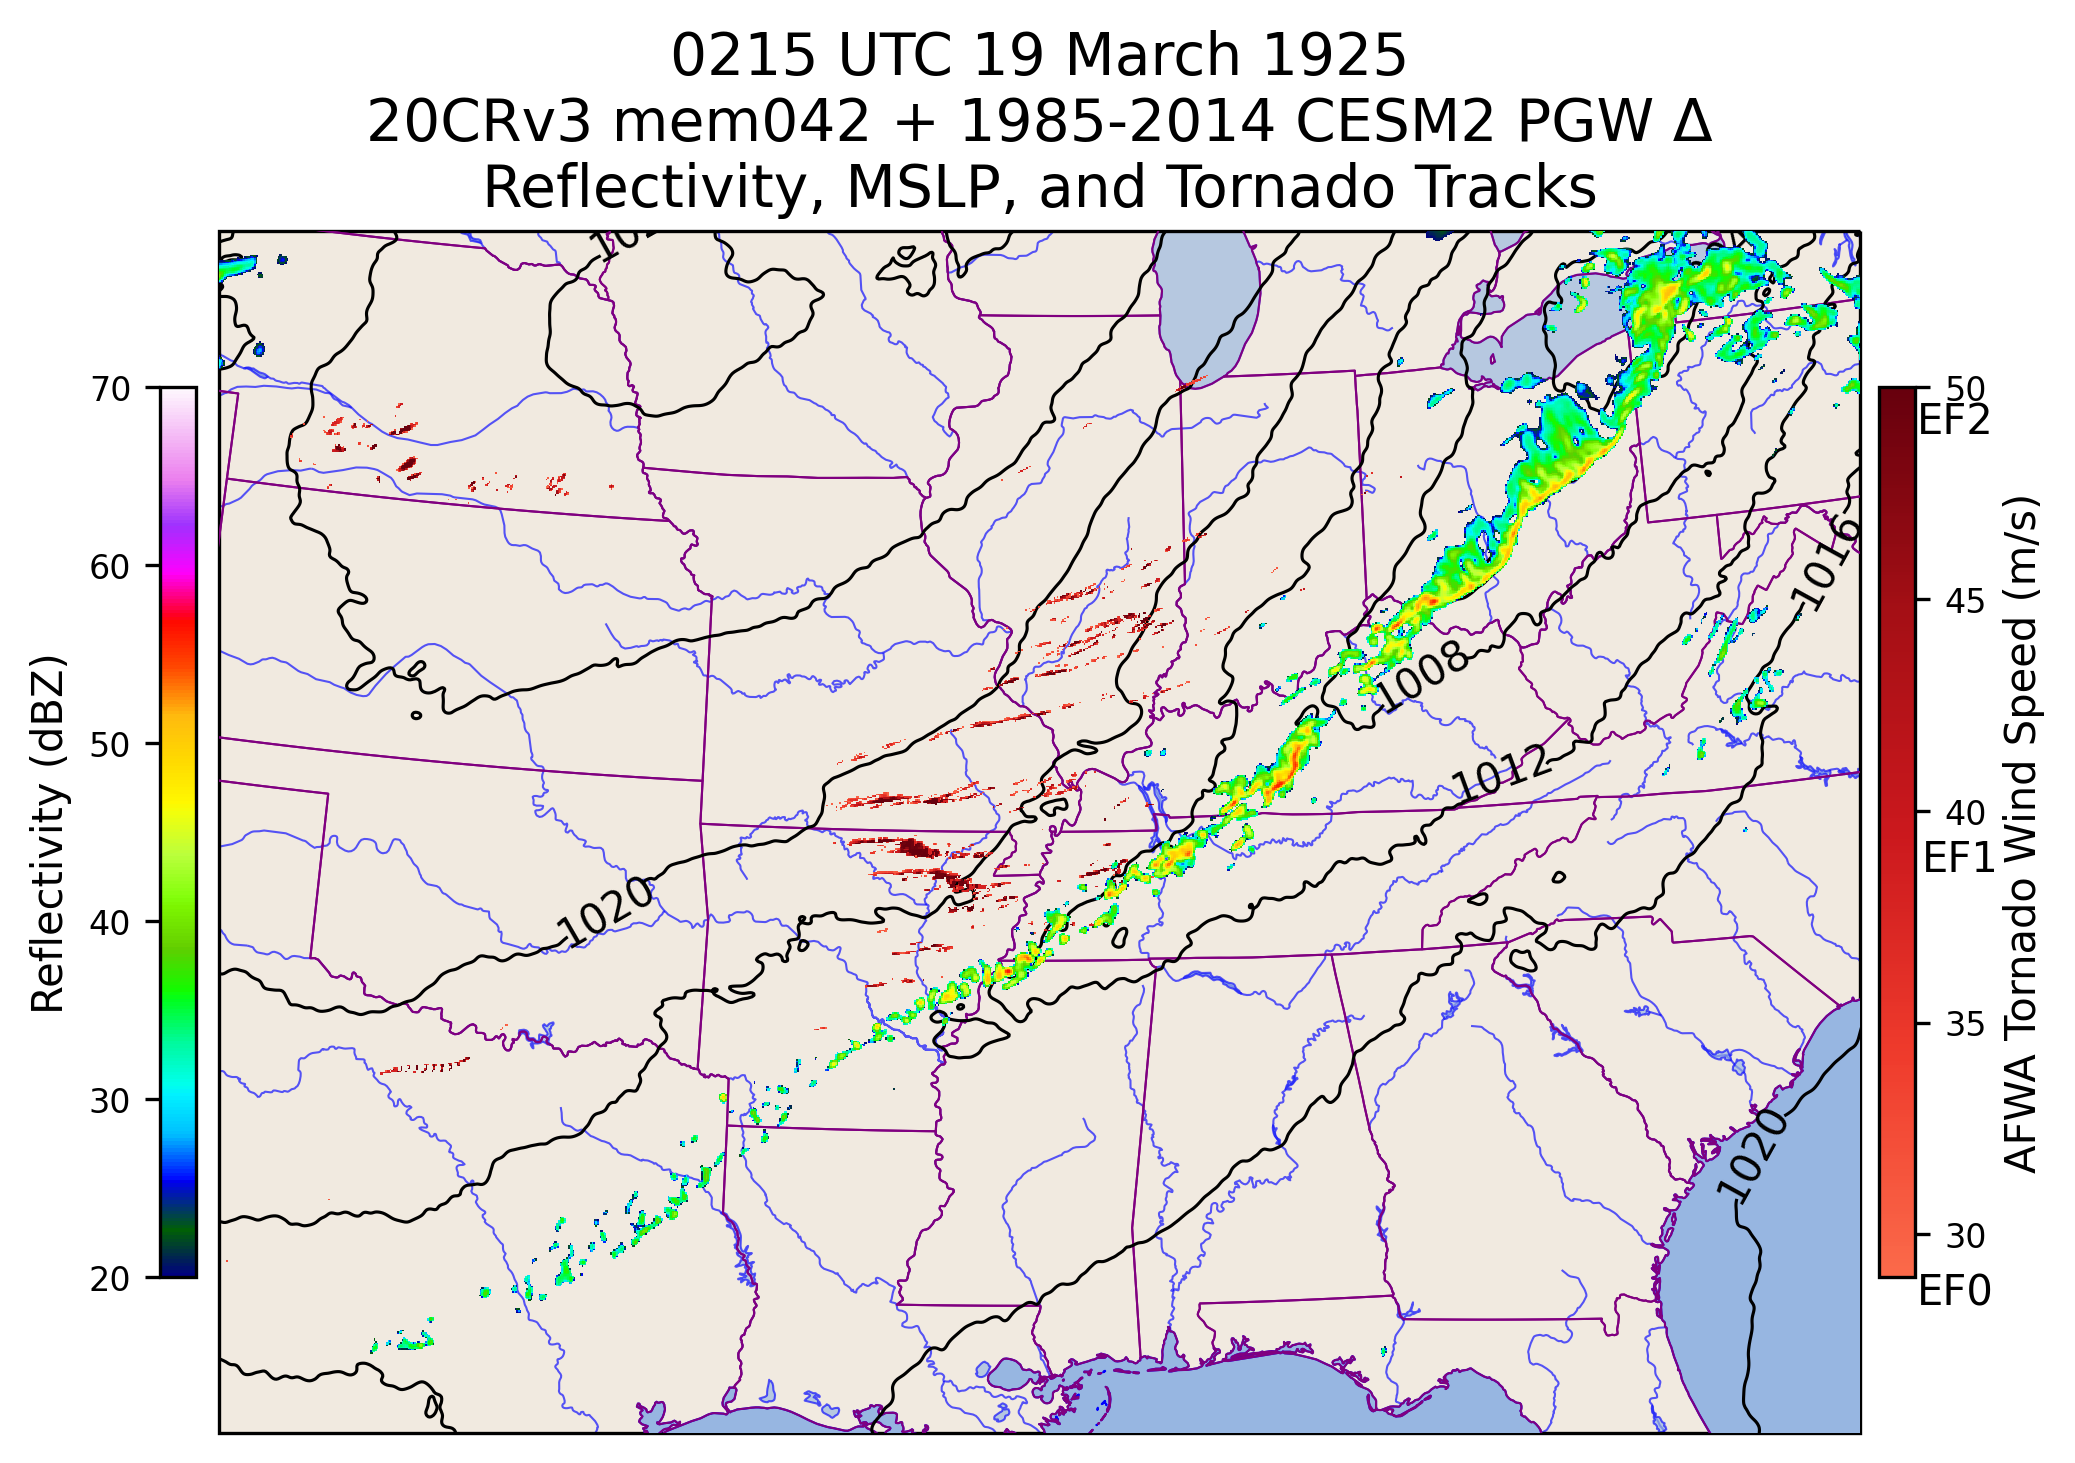 0215 UTC 19 March 1925
20CRv3 mem042 + 1985-2014 CESM2 PGW Δ
Reflectivity, MSLP, and Tornado Tracks
70
60
50
40
30
20
Reflectivity (dBZ)
1016
1008
1012
1020
1020
50
EF2
45
40
EF1
35
30
EF0
AFWA Tornado Wind Speed (m/s)